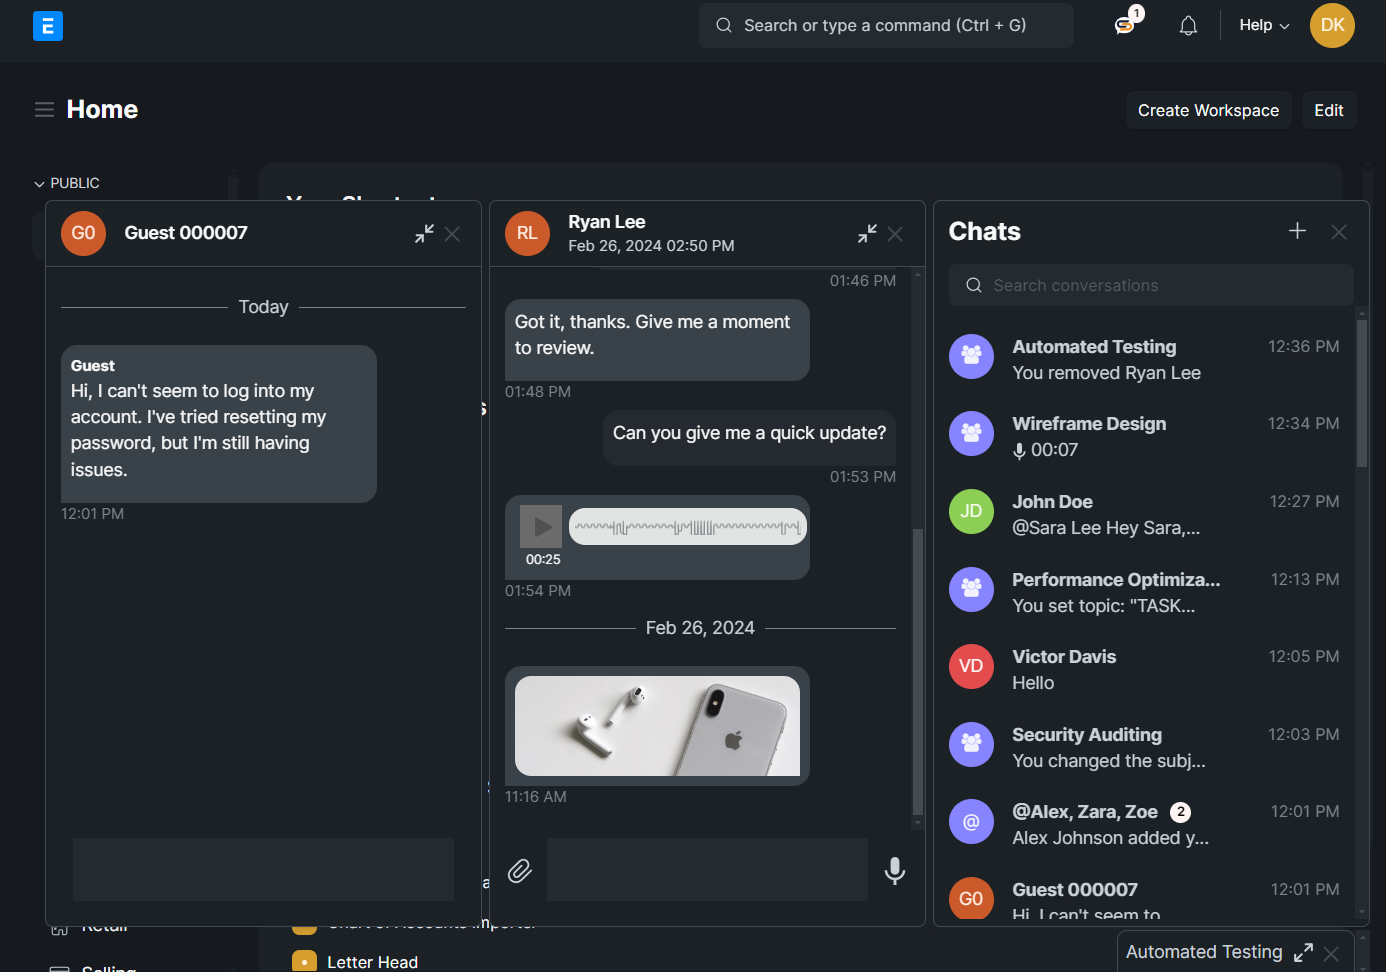 E
Search or type a command (Ctrl + G)
1
Help
DK
Home
Create Workspace
Edit
PUBLIC
G0
Guest 000007
Today
Guest
Hi, I can't seem to log into my
account. I've tried resetting my
password, but I'm still having
issues.
12:01 PM
RL
Ryan Lee
Feb 26, 2024 02:50 PM
01:46 PM
Got it, thanks. Give me a moment
to review.
01:48 PM
Can you give me a quick update?
01:53 PM
00:25
01:54 PM
Feb 26, 2024
11:16 AM
Chats
Search conversations
Automated Testing
12:36 PM
You removed Ryan Lee
Wireframe Design
12:34 PM
00:07
JD
John Doe
12:27 PM
@Sara Lee Hey Sara,...
Performance Optimiza...
12:13 PM
You set topic: "TASK...
VD
Victor Davis
12:05 PM
Hello
Security Auditing
12:03 PM
You changed the subj...
@
@Alex, Zara, Zoe
2
12:01 PM
Alex Johnson added y...
G0
Guest 000007
12:01 PM
Hi, I can't seem to
Retail
Selling
Chart of Accounts Importer
Letter Head
Automated Testing